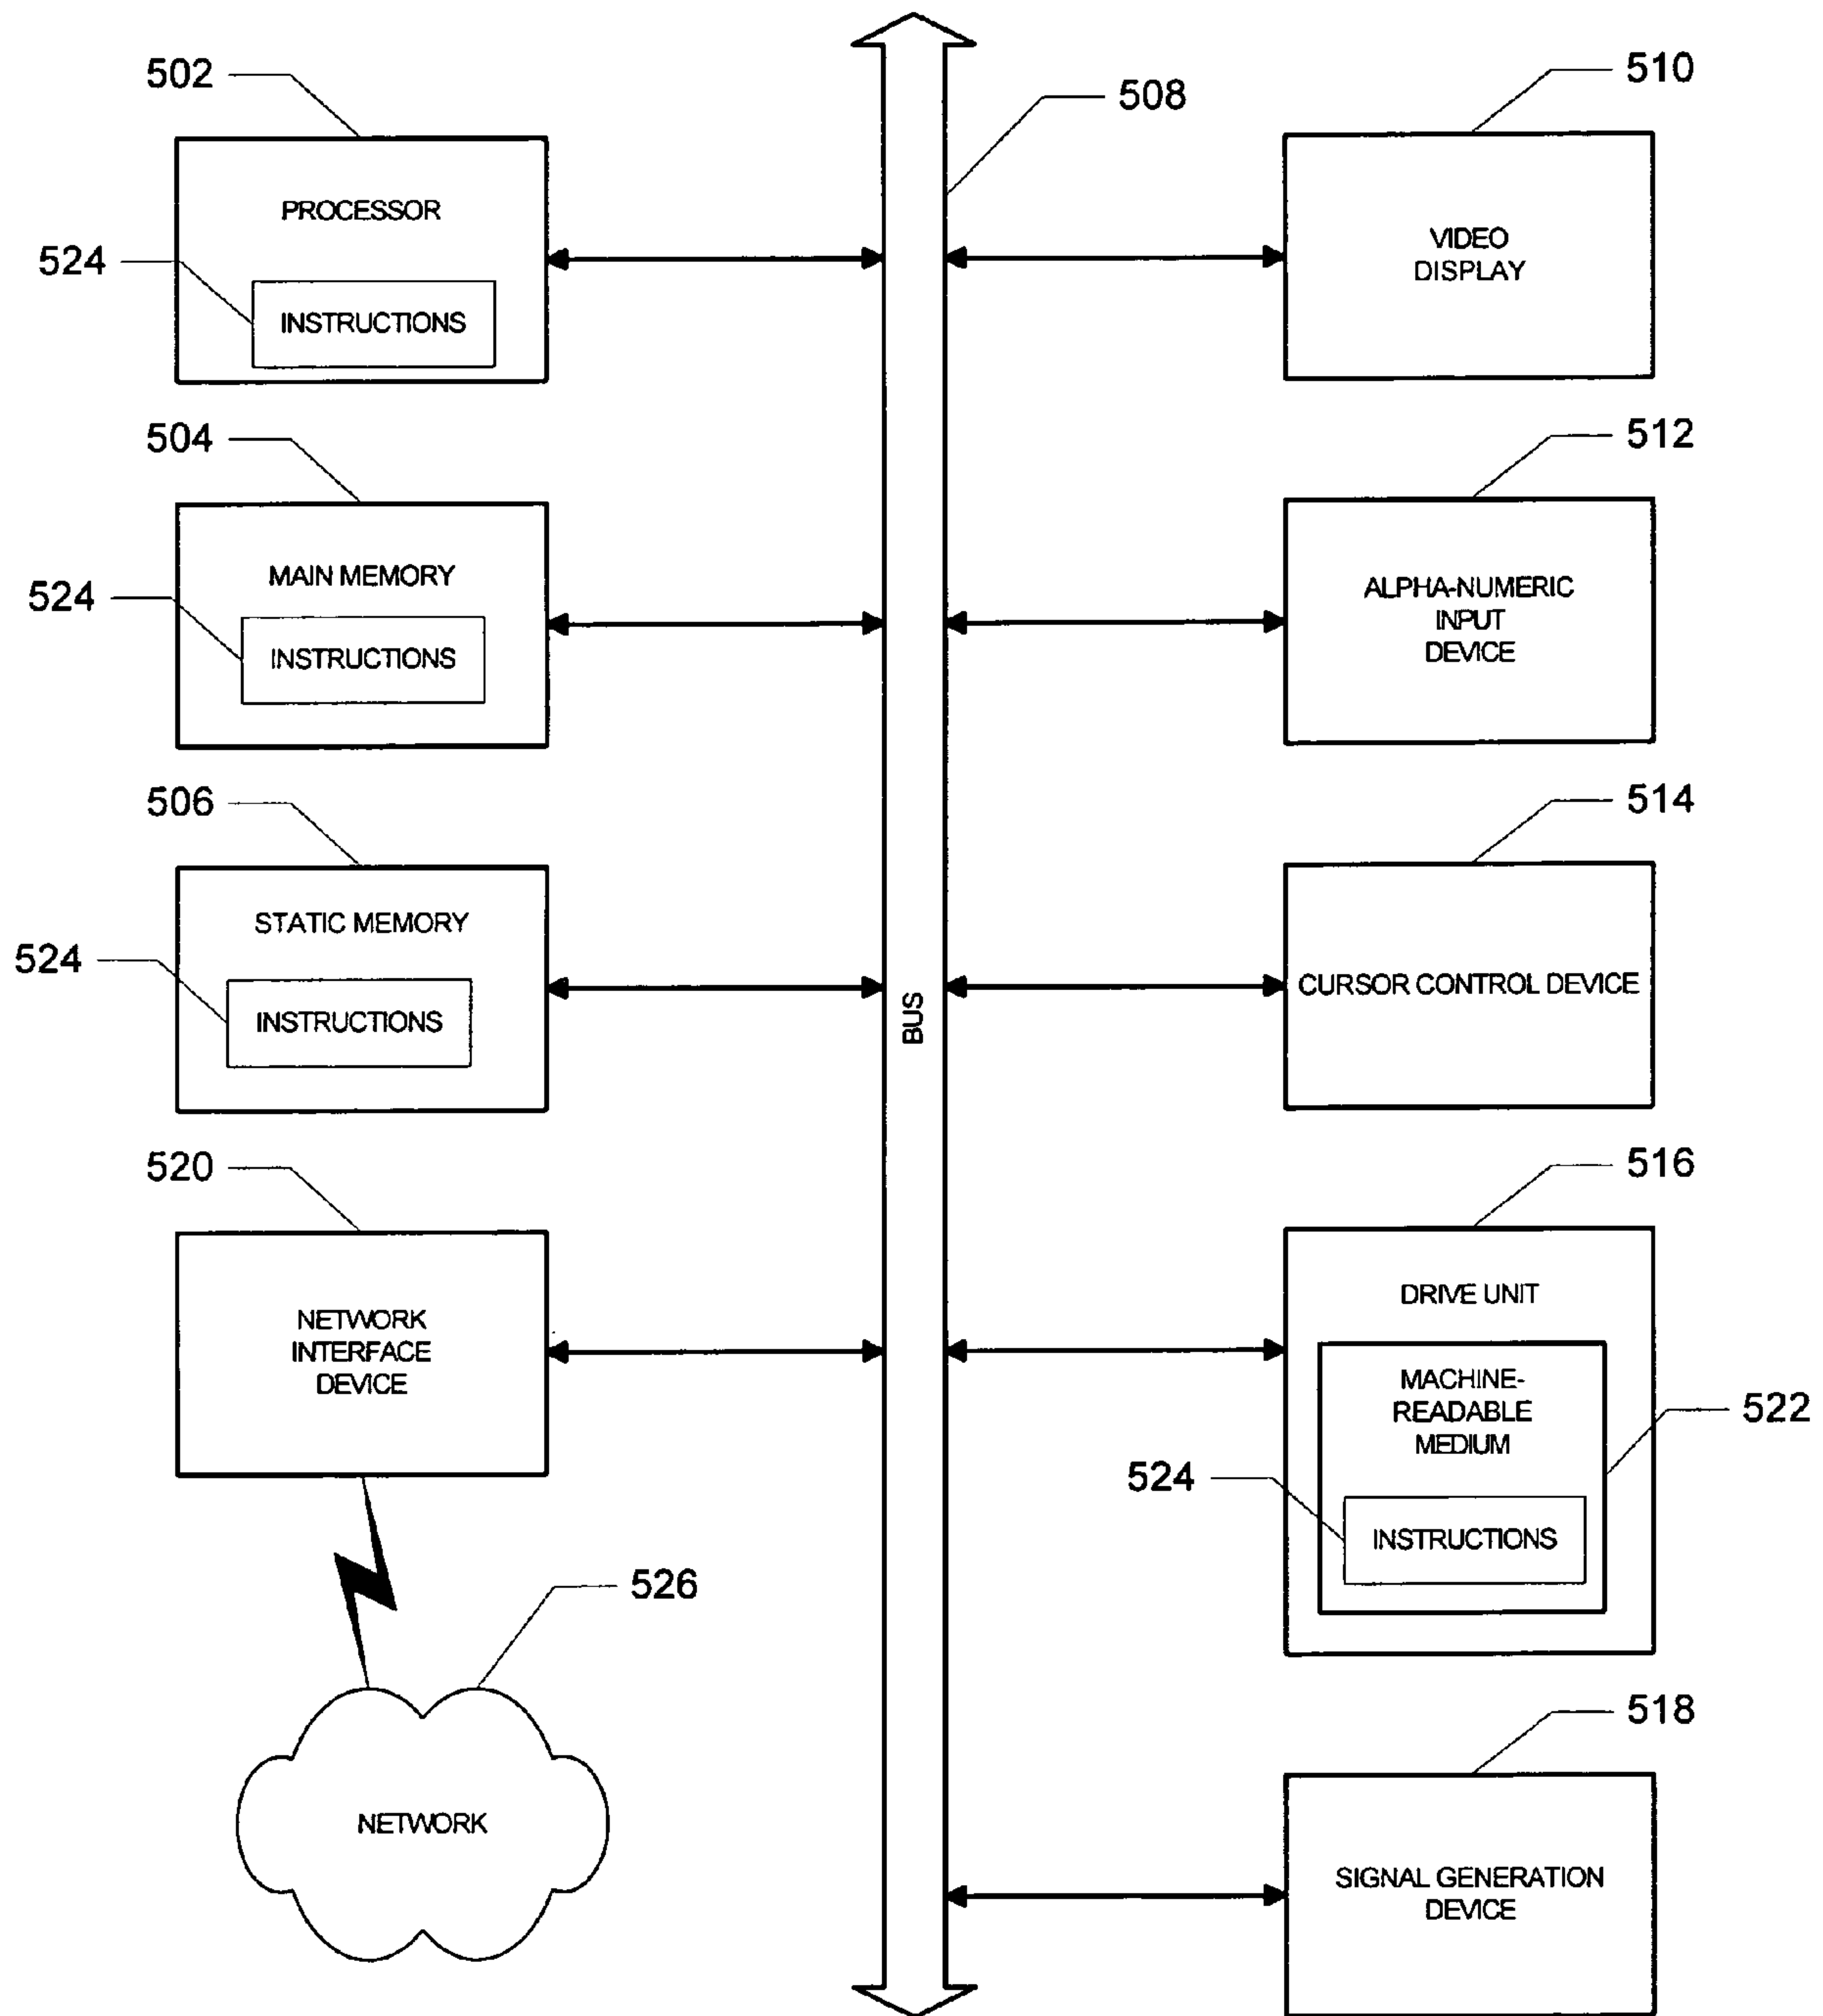 502
PROCESSOR
524
INSTRUCTIONS
504
MAIN MEMORY
524
INSTRUCTIONS
506
STATIC MEMORY
524
INSTRUCTIONS
520
NETWORK
INTERFACE
DEVICE
526
NETWORK
508
BUS
510
VIDEO
DISPLAY
512
ALPHA-NUMERIC
INPUT
DEVICE
514
CURSOR CONTROL DEVICE
516
DRIVE UNIT
MACHINE-
READABLE
MEDIUM
522
524
INSTRUCTIONS
518
SIGNAL GENERATION
DEVICE